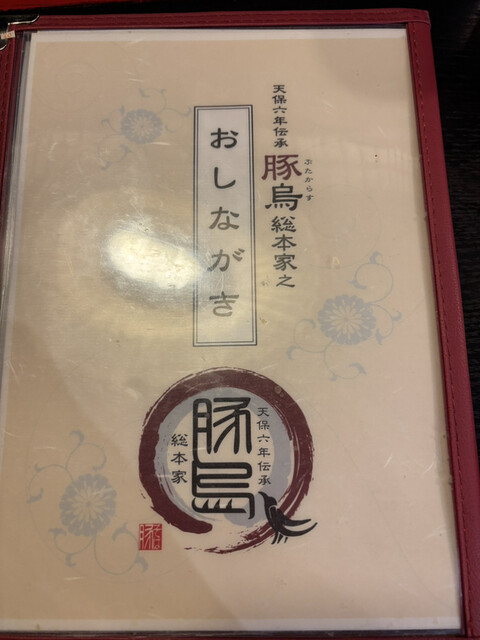 天保六年伝承
豚烏総本家之
ぶたからす
おしながき
天保六年伝承
豚烏
総本家
豚